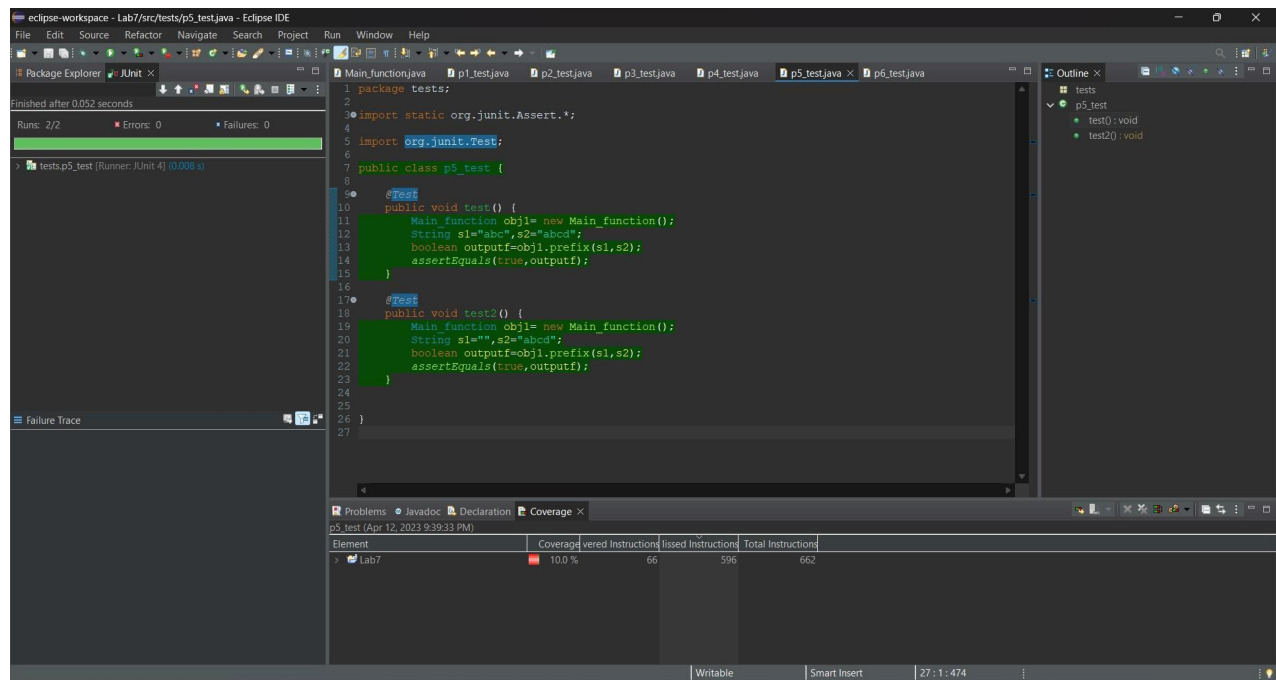 eclipse-workspace - Lab7/src/tests/p5_test.java - Eclipse IDE
File Edit Source Refactor Navigate Search Project Run Window Help
Package Explorer JUnit
Finished after 0.052 seconds
Runs: 2/2 Errors: 0 Failures: 0
tests.p5_test [Runner: JUnit 4] (0.008 s)
Failure Trace
Main_function.java p1_test.java p2_test.java p3_test.java p4_test.java p5_test.java p6_test.java
1 package tests;
2
3 import static org.junit.Assert.*;
4
5 import org.junit.Test;
6
7 public class p5_test {
8
9 @Test
10 public void test() {
11 Main_function obj1= new Main_function();
12 String s1="abc",s2="abcd";
13 boolean outputf=obj1.prefix(s1,s2);
14 assertEquals(true,outputf);
15 }
16
17 @Test
18 public void test2() {
19 Main_function obj1= new Main_function();
20 String s1="",s2="abcd";
21 boolean outputf=obj1.prefix(s1,s2);
22 assertEquals(true,outputf);
23 }
24
25
26 }
27
Outline
tests
p5_test
test() : void
test2() : void
Problems Javadoc Declaration Coverage
p5_test (Apr 12, 2023 9:39:33 PM)
Element Coverage vered Instructions lissed Instructions Total Instructions
Lab7 10.0 % 66 596 662
Writable Smart Insert 27 : 1 : 474